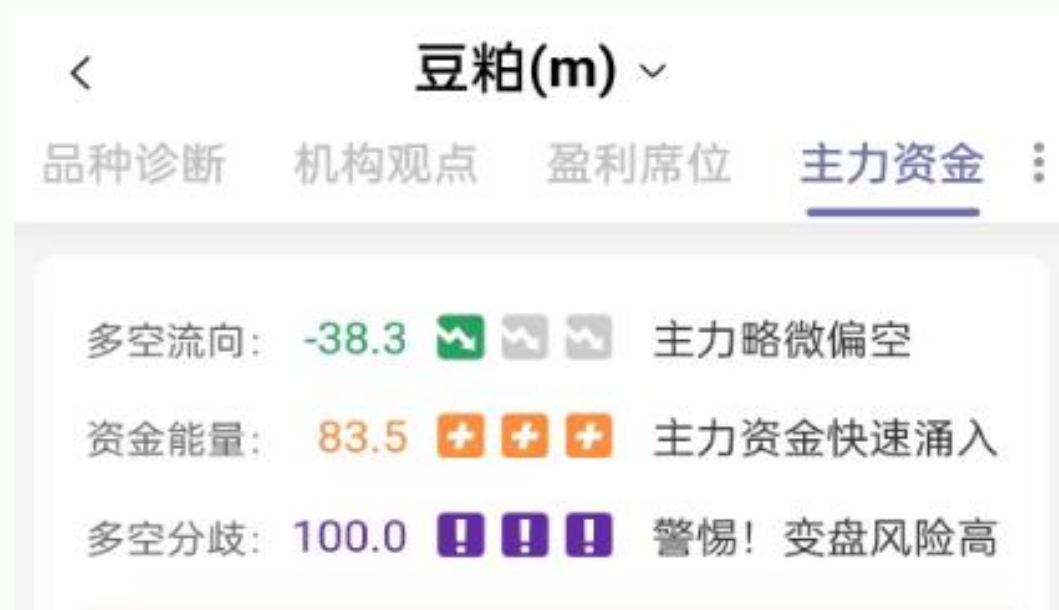 豆粕(m)
品种诊断 机构观点 盈利席位 主力资金
多空流向: -38.3 主力略微偏空
资金能量: 83.5 主力资金快速涌入
多空分歧: 100.0 警惕！变盘风险高